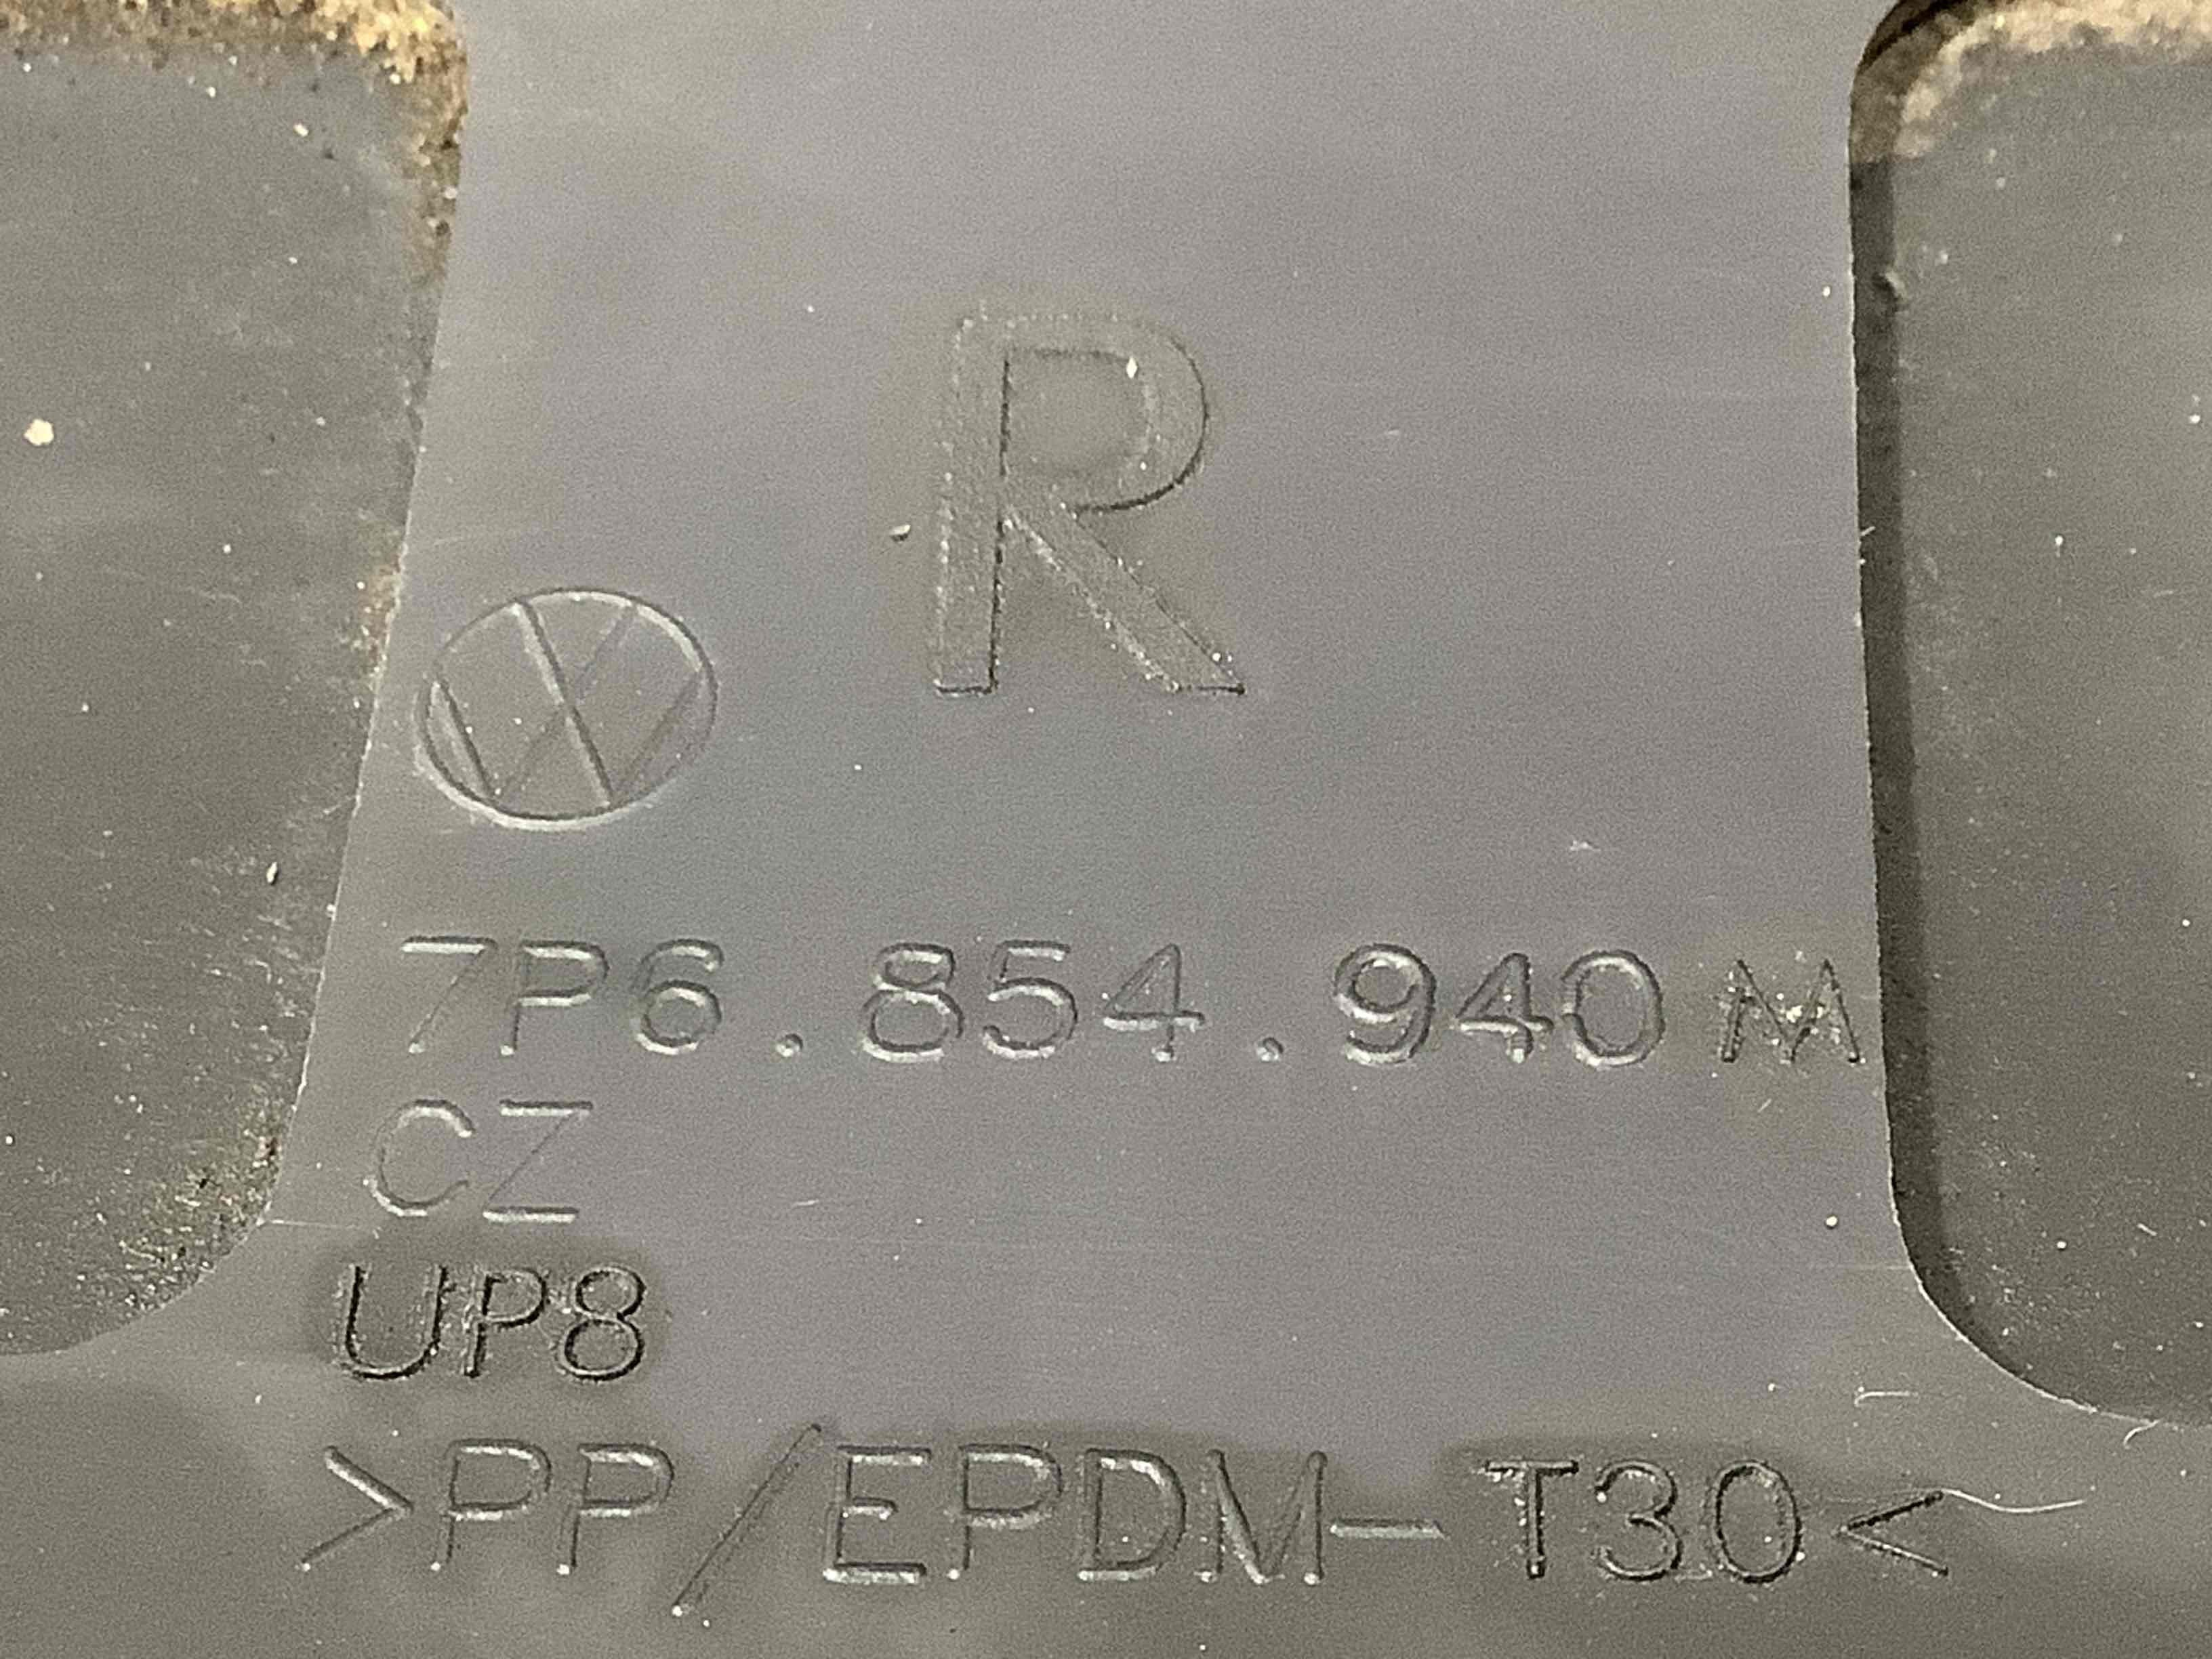 R
7P6.854.940 M
CZ
UP8
>PP/EPDM-T30<